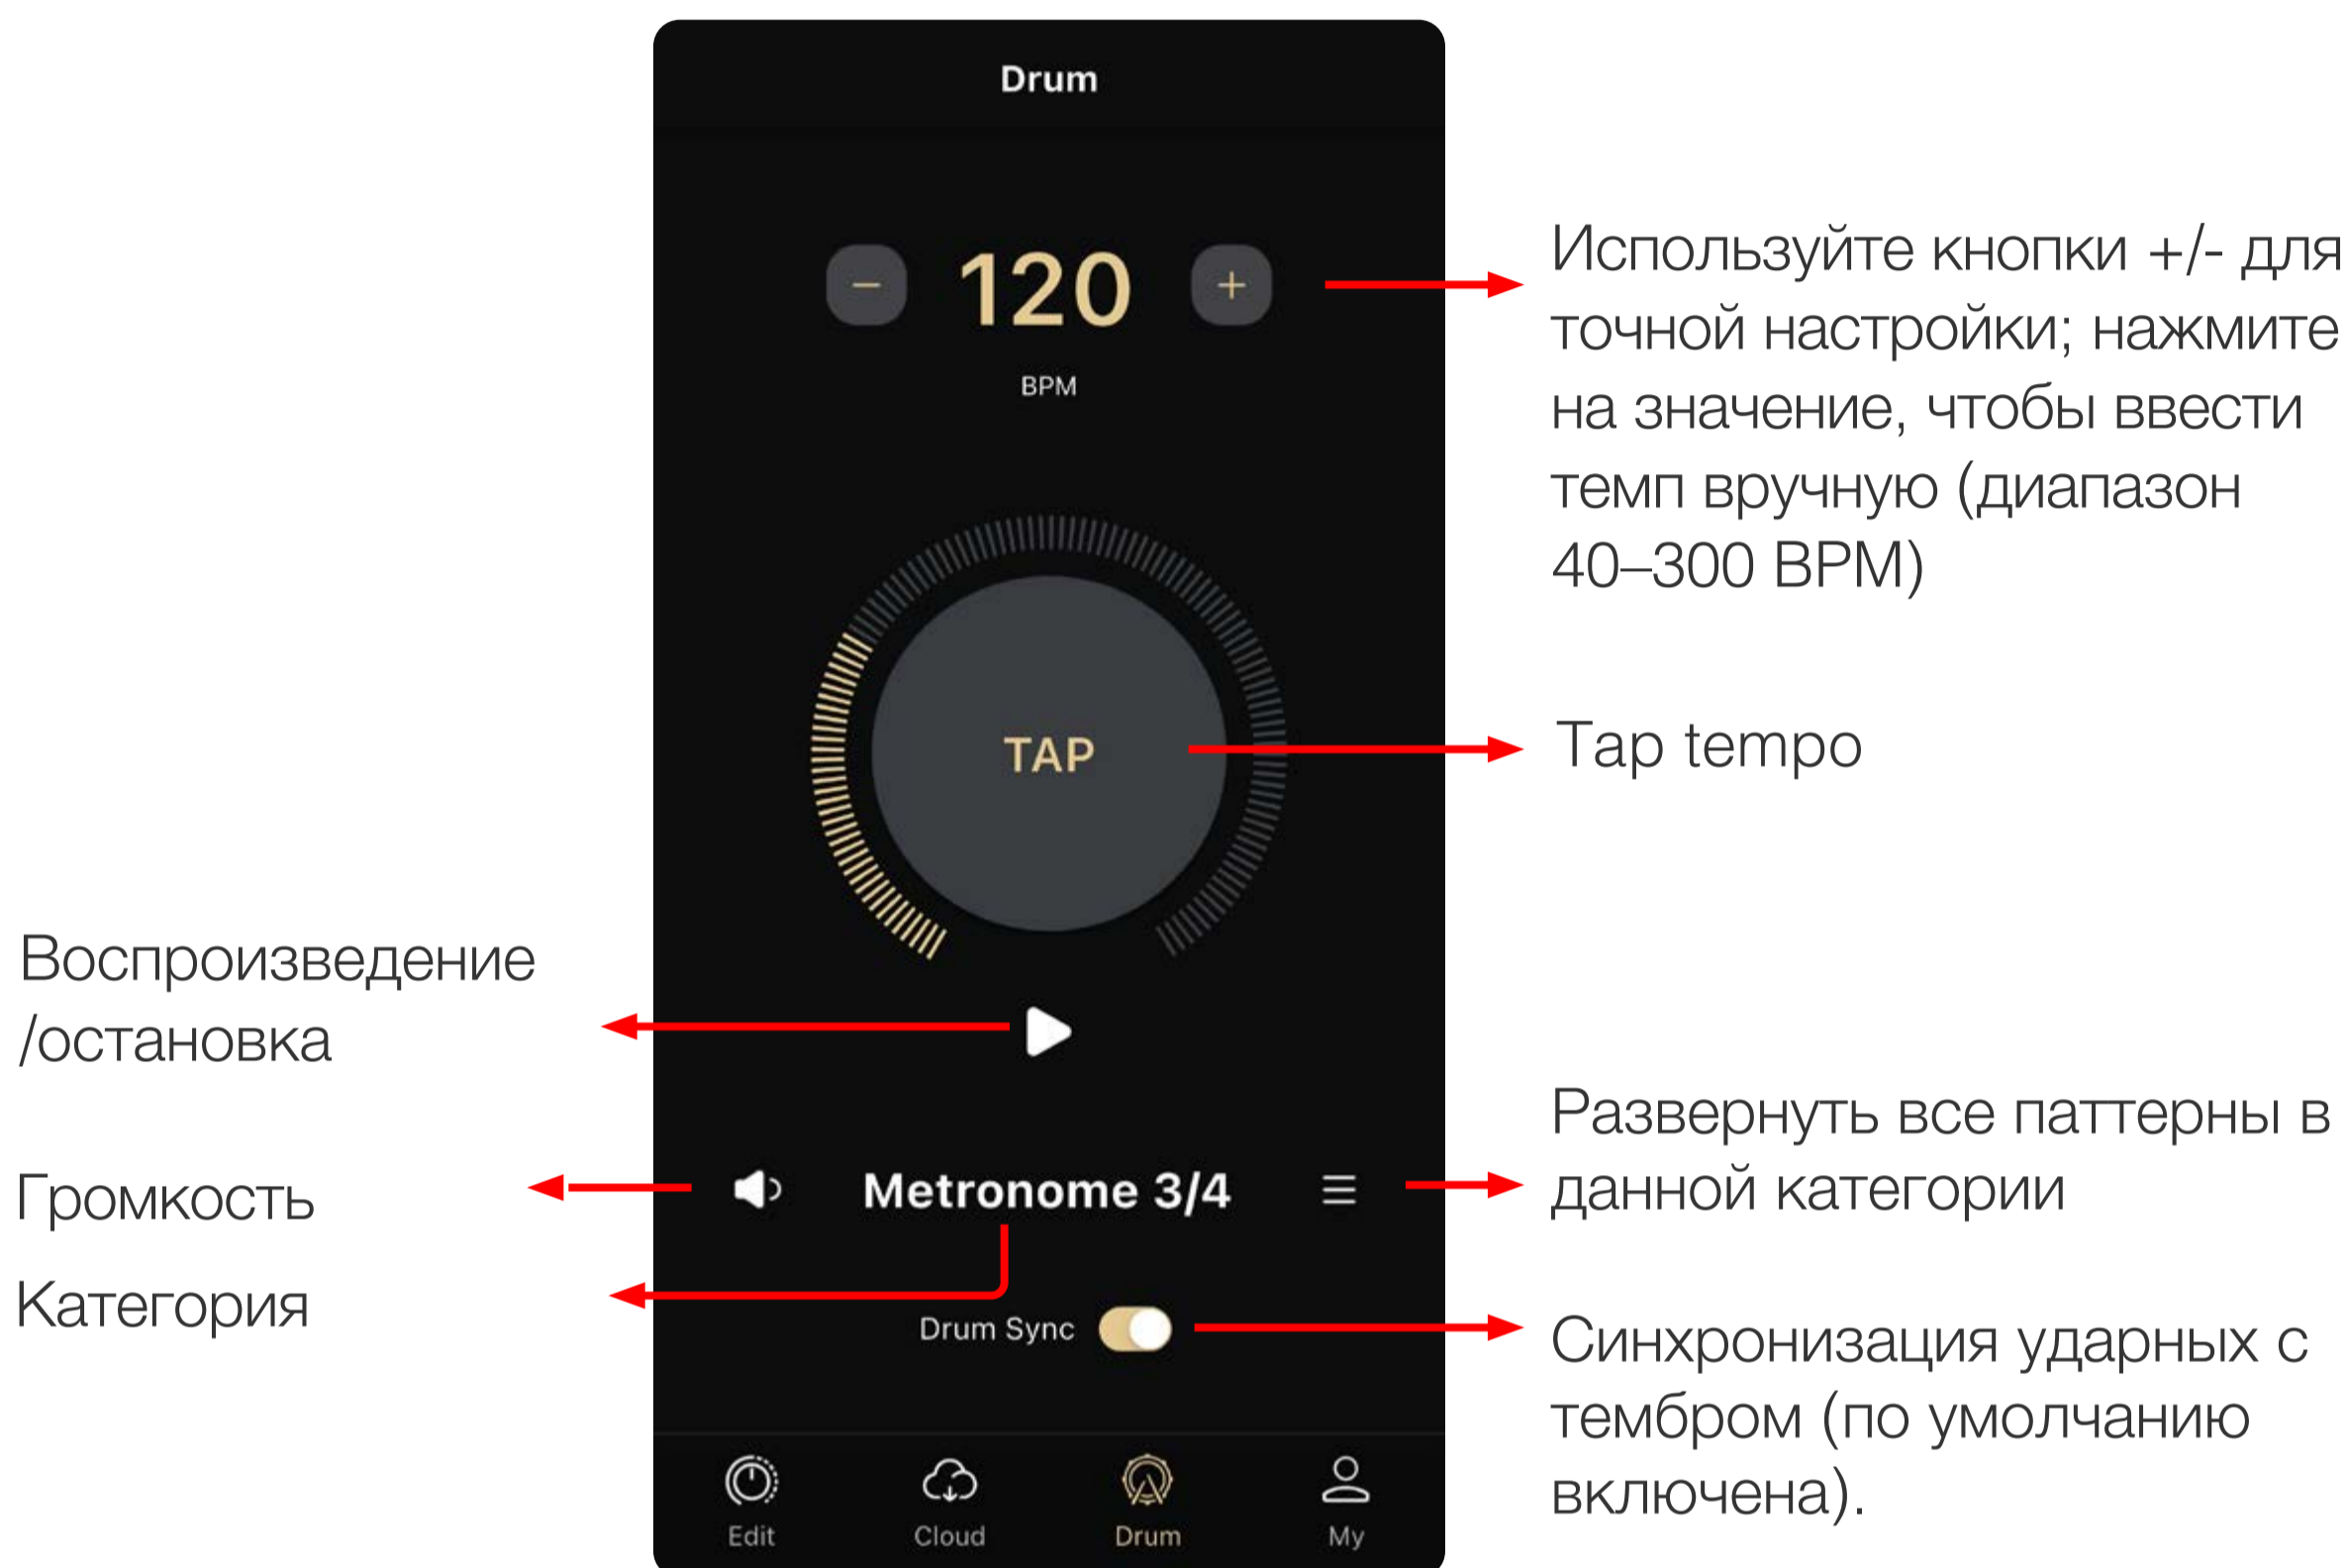 Drum
120
BPM
Используйте кнопки +/- для
точной настройки; нажмите
на значение, чтобы ввести
темп вручную (диапазон
40–300 BPM)
TAP
Tap tempo
Воспроизведение
/остановка
Громкость
Metronome 3/4
Развернуть все паттерны в
данной категории
Категория
Drum Sync
Синхронизация ударных с
тембром (по умолчанию
включена).
Edit
Cloud
Drum
My